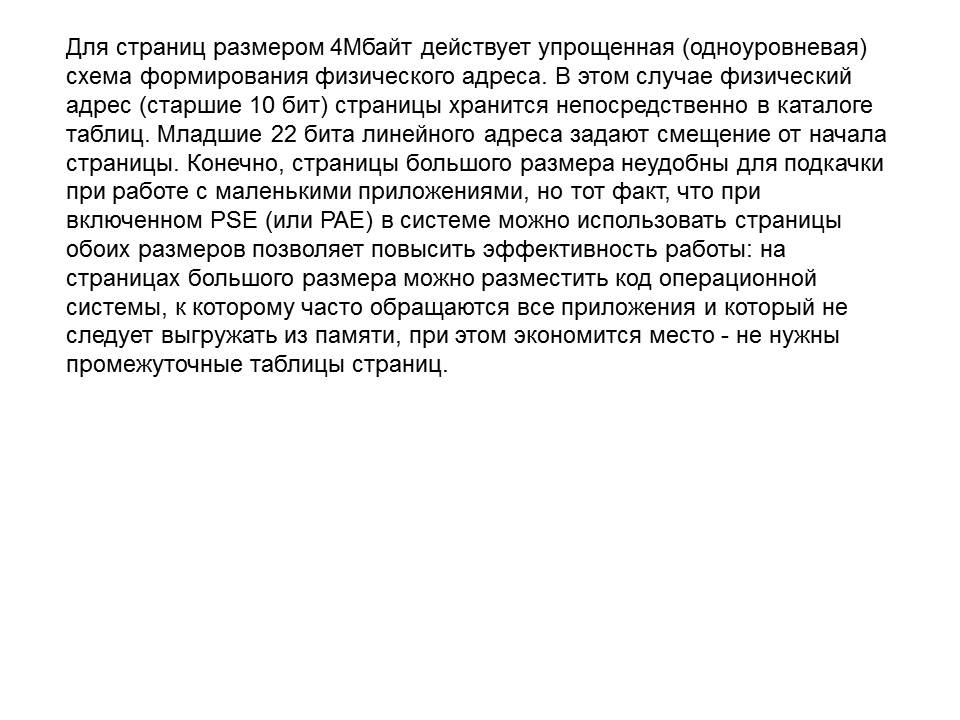 Для страниц размером 4Мбайт действует упрощенная (одноуровневая)
схема формирования физического адреса. В этом случае физический
адрес (старшие 10 бит) страницы хранится непосредственно в каталоге
таблиц. Младшие 22 бита линейного адреса задают смещение от начала
страницы. Конечно, страницы большого размера неудобны для подкачки
при работе с маленькими приложениями, но тот факт, что при
включенном PSE (или PAE) в системе можно использовать страницы
обоих размеров позволяет повысить эффективность работы: на
страницах большого размера можно разместить код операционной
системы, к которому часто обращаются все приложения и который не
следует выгружать из памяти, при этом экономится место - не нужны
промежуточные таблицы страниц.